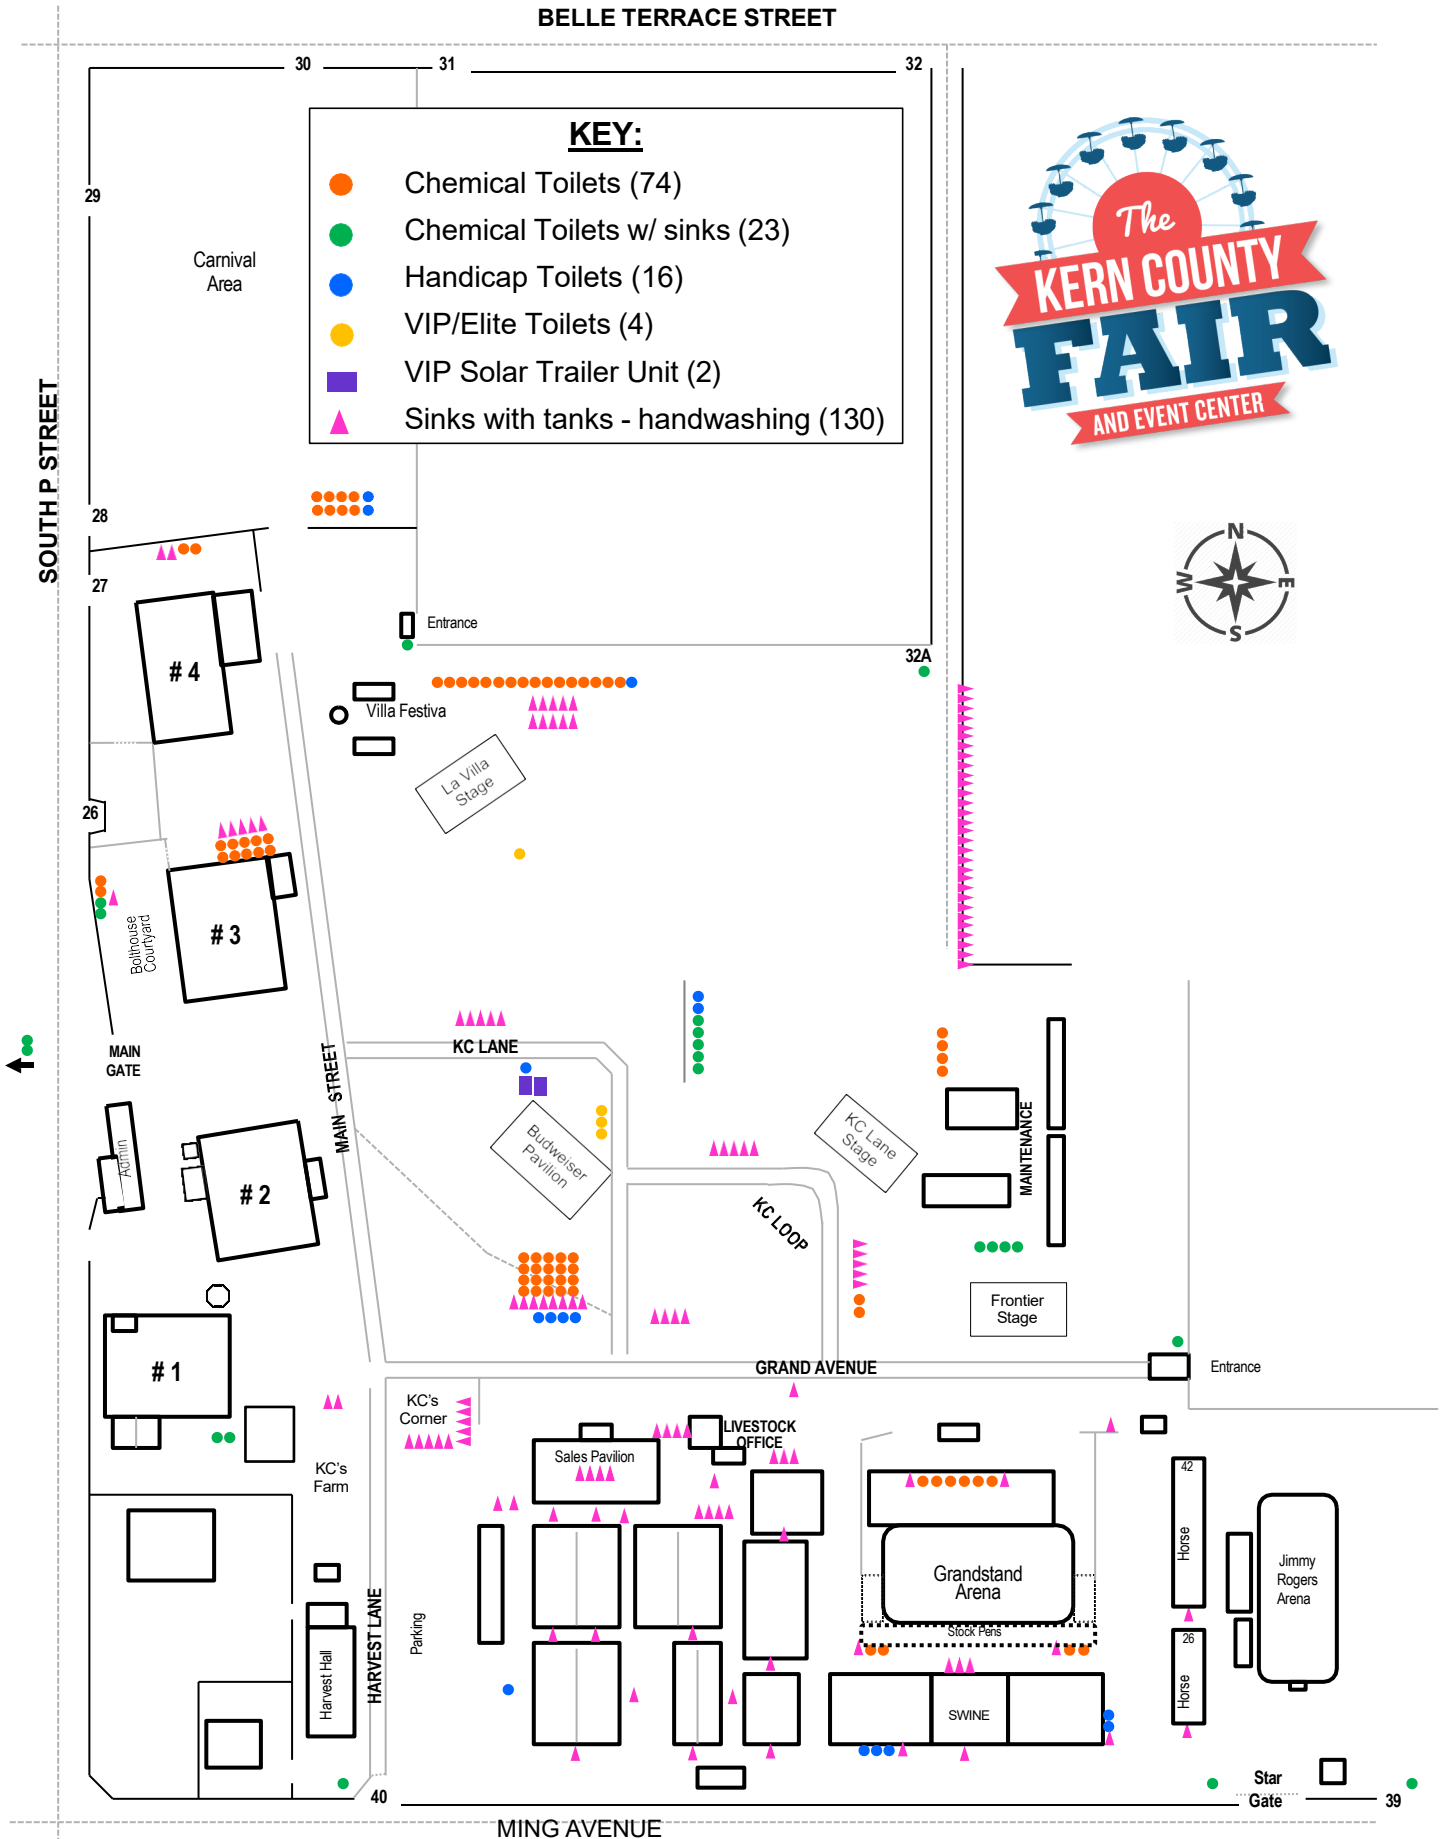 BELLE TERRACE STREET
30
31
32
KEY:
Chemical Toilets (74)
Chemical Toilets w/ sinks (23)
Handicap Toilets (16)
VIP/Elite Toilets (4)
VIP Solar Trailer Unit (2)
Sinks with tanks - handwashing (130)
The
KERN COUNTY
FAIR
AND EVENT CENTER
29
Carnival
Area
SOUTH P STREET
28
27
N
W
E
S
Entrance
32A
# 4
Villa Festiva
La Villa
Stage
26
# 3
Bolthouse
Courtyard
MAIN
GATE
MAIN STREET
KC LANE
Budweiser
Pavilion
KC Lane
Stage
MAINTENANCE
Admin
# 2
KC LOOP
Frontier
Stage
# 1
GRAND AVENUE
Entrance
KC's
Corner
LIVESTOCK
OFFICE
Sales Pavilion
KC's
Farm
42
Horse
Grandstand
Arena
Jimmy
Rogers
Arena
Stock Pens
HARVEST LANE
Parking
Harvest Hall
26
Horse
SWINE
Star
Gate
40
39
MING AVENUE